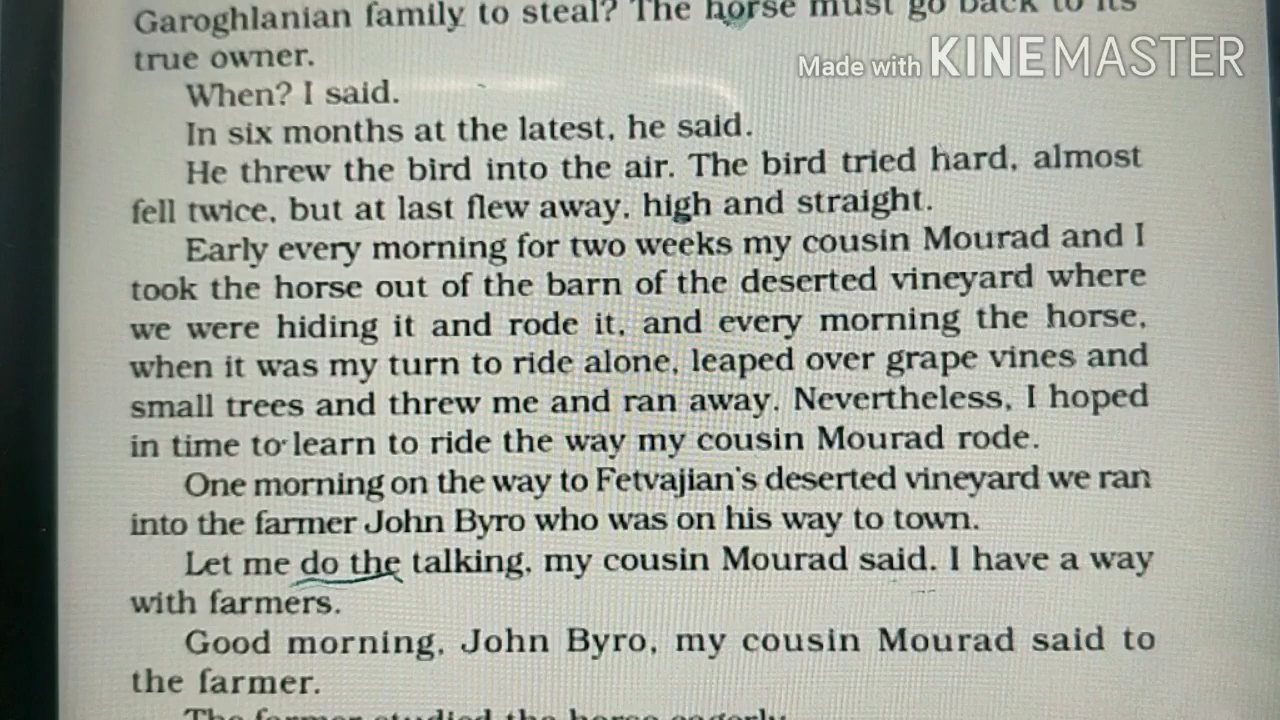 Garoghlanian family to steal? The horse must go back to its
true owner.
Made with KINEMASTER
When? I said.
In six months at the latest, he said.
He threw the bird into the air. The bird tried hard, almost
fell twice, but at last flew away, high and straight.
Early every morning for two weeks my cousin Mourad and I
took the horse out of the barn of the deserted vineyard where
we were hiding it and rode it, and every morning the horse,
when it was my turn to ride alone, leaped over grape vines and
small trees and threw me and ran away. Nevertheless, I hoped
in time to learn to ride the way my cousin Mourad rode.
One morning on the way to Fetvajian's deserted vineyard we ran
into the farmer John Byro who was on his way to town.
Let me do the talking, my cousin Mourad said. I have a way
with farmers.
Good morning, John Byro, my cousin Mourad said to
the farmer.
The farmer studied the horse eagerly.